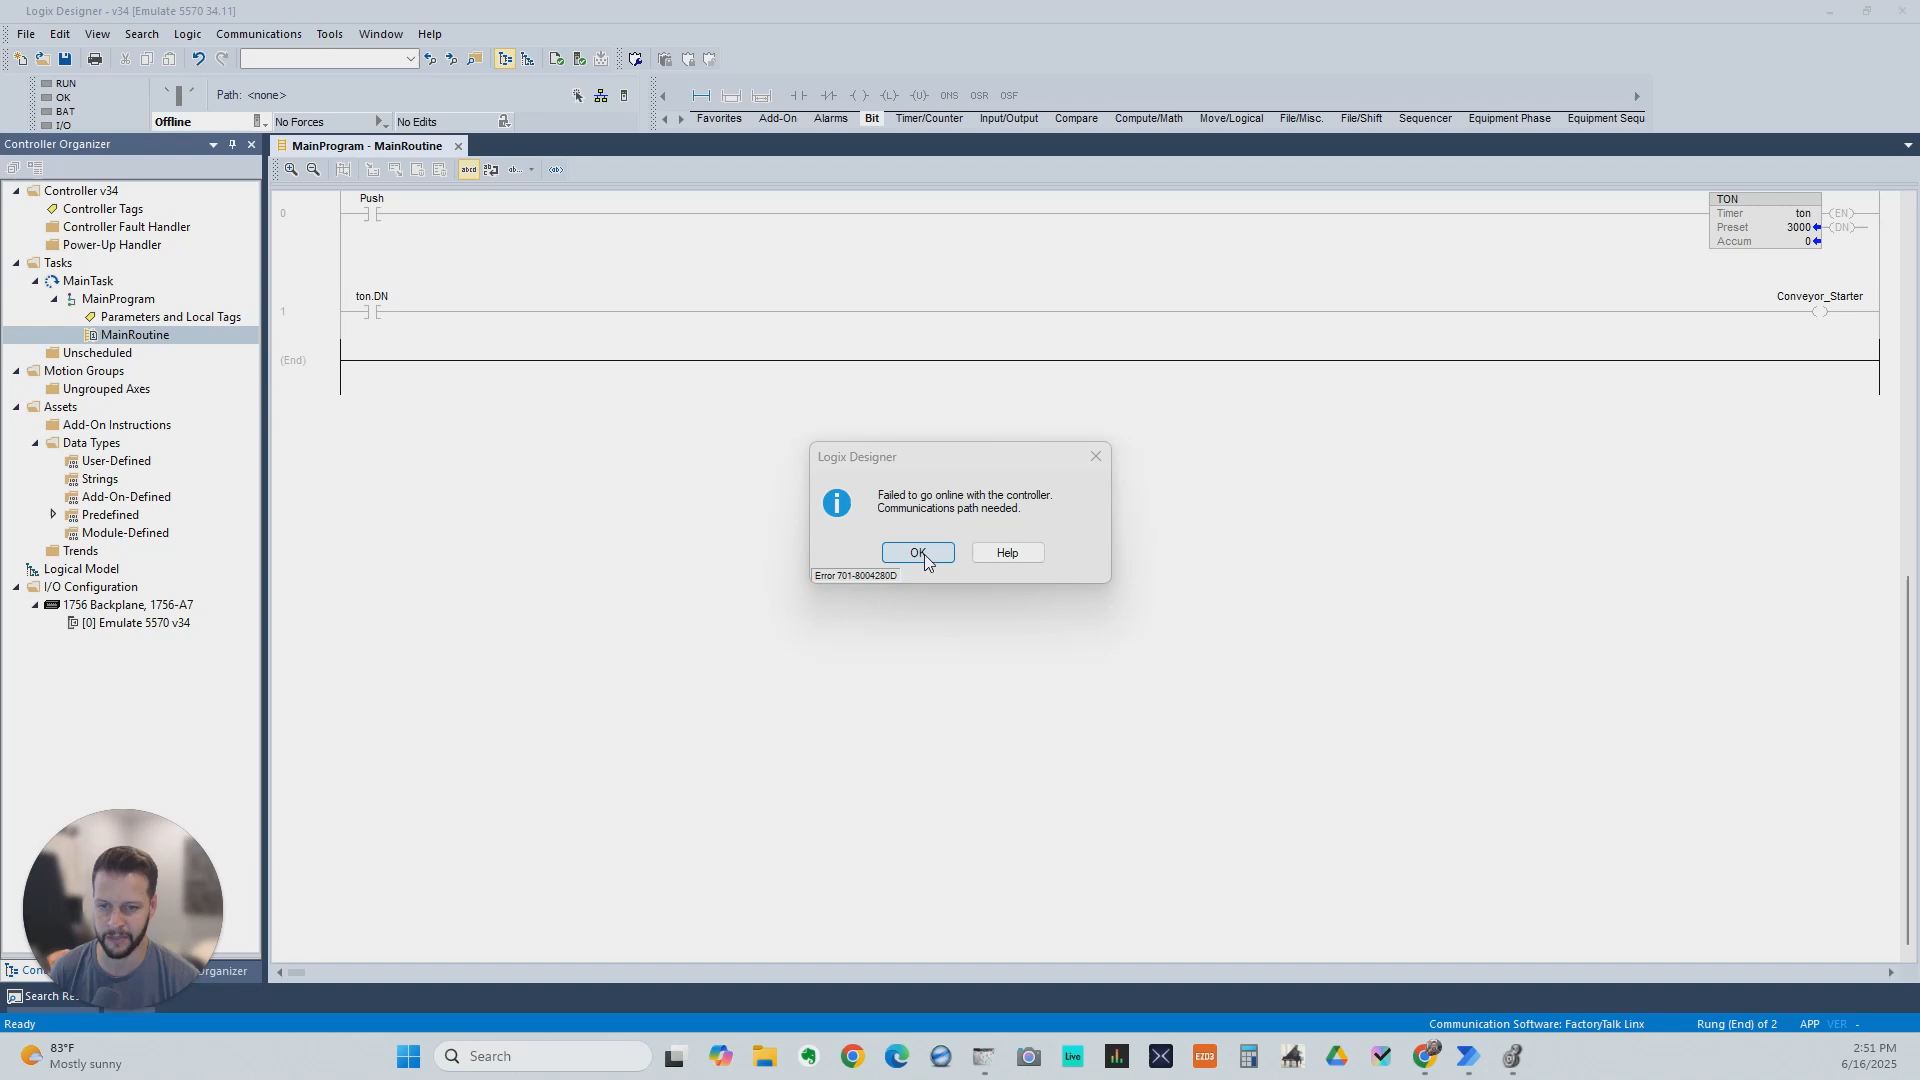 Logix Designer - v34 [Emulate 5570 34.11]
File Edit View Search Logic Communications Tools Window Help
RUN
OK
BAT
I/O
Path: <none>
Offline
No Forces
No Edits
ONS OSR OSF
Favorites Add-On Alarms Bit Timer/Counter Input/Output Compare Compute/Math Move/Logical File/Misc. File/Shift Sequencer Equipment Phase Equipment Sequ
Controller Organizer
MainProgram - MainRoutine
Controller v34
Controller Tags
Controller Fault Handler
Power-Up Handler
Tasks
MainTask
MainProgram
Parameters and Local Tags
MainRoutine
Unscheduled
Motion Groups
Ungrouped Axes
Assets
Add-On Instructions
Data Types
User-Defined
Strings
Add-On-Defined
Predefined
Module-Defined
Trends
Logical Model
I/O Configuration
1756 Backplane, 1756-A7
[0] Emulate 5570 v34
abcd
ab...
Push
0
TON
Timer ton
Preset 3000
Accum 0
EN
DN
ton.DN
Conveyor_Starter
1
(End)
Logix Designer
Failed to go online with the controller.
Communications path needed.
OK
Help
Error 701-8004280D
Con
Organizer
Search Re
Ready
Communication Software: FactoryTalk Linx
Rung (End) of 2
APP VER -
83°F
Mostly sunny
Search
Live
EZD3
2:51 PM
6/16/2025